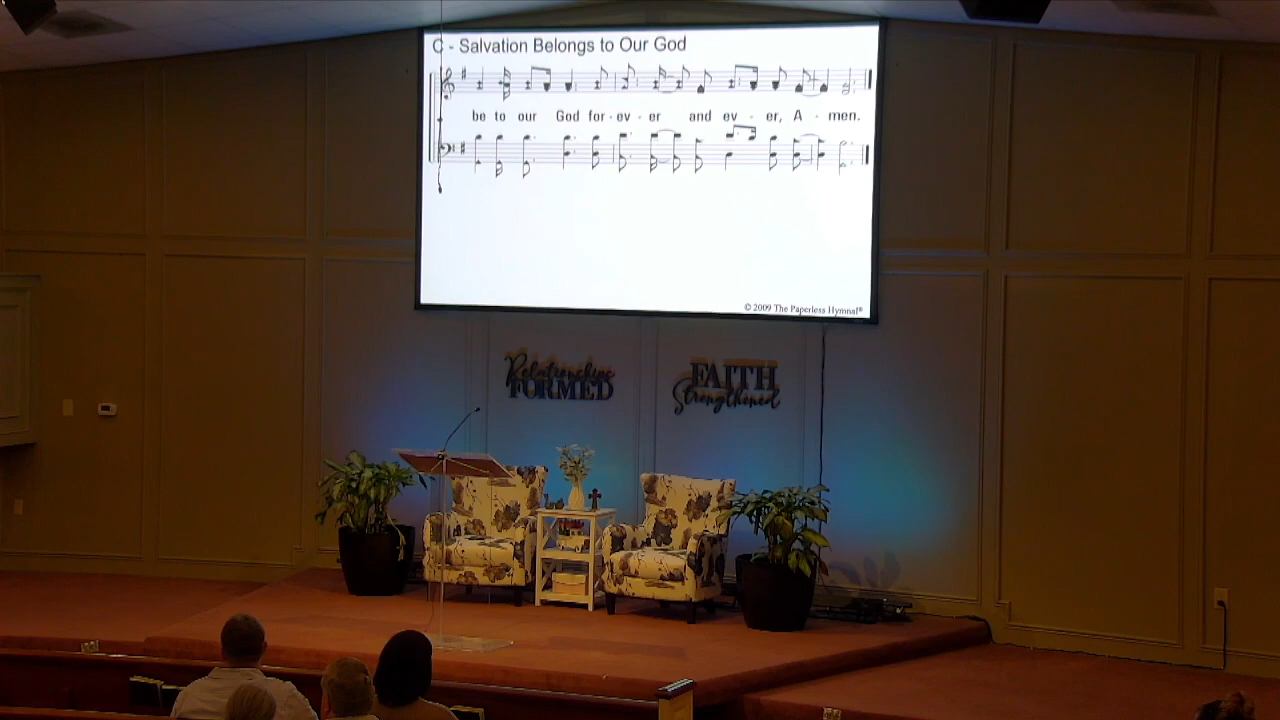 C - Salvation Belongs to Our God
be to our God for - ev - er and ev - er, A - men.
© 2009 The Paperless Hymnal®
Relationships
FORMED
FAITH
Strengthened